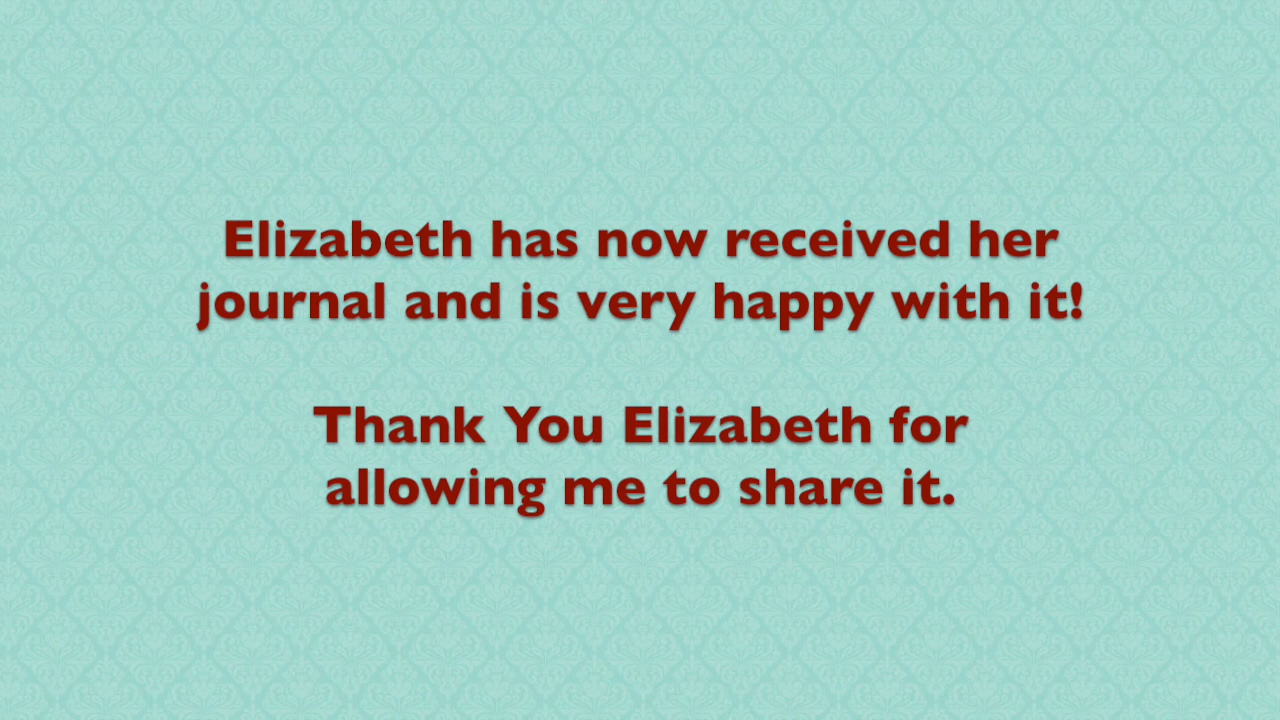 Elizabeth has now received her
journal and is very happy with it!
Thank You Elizabeth for
allowing me to share it.